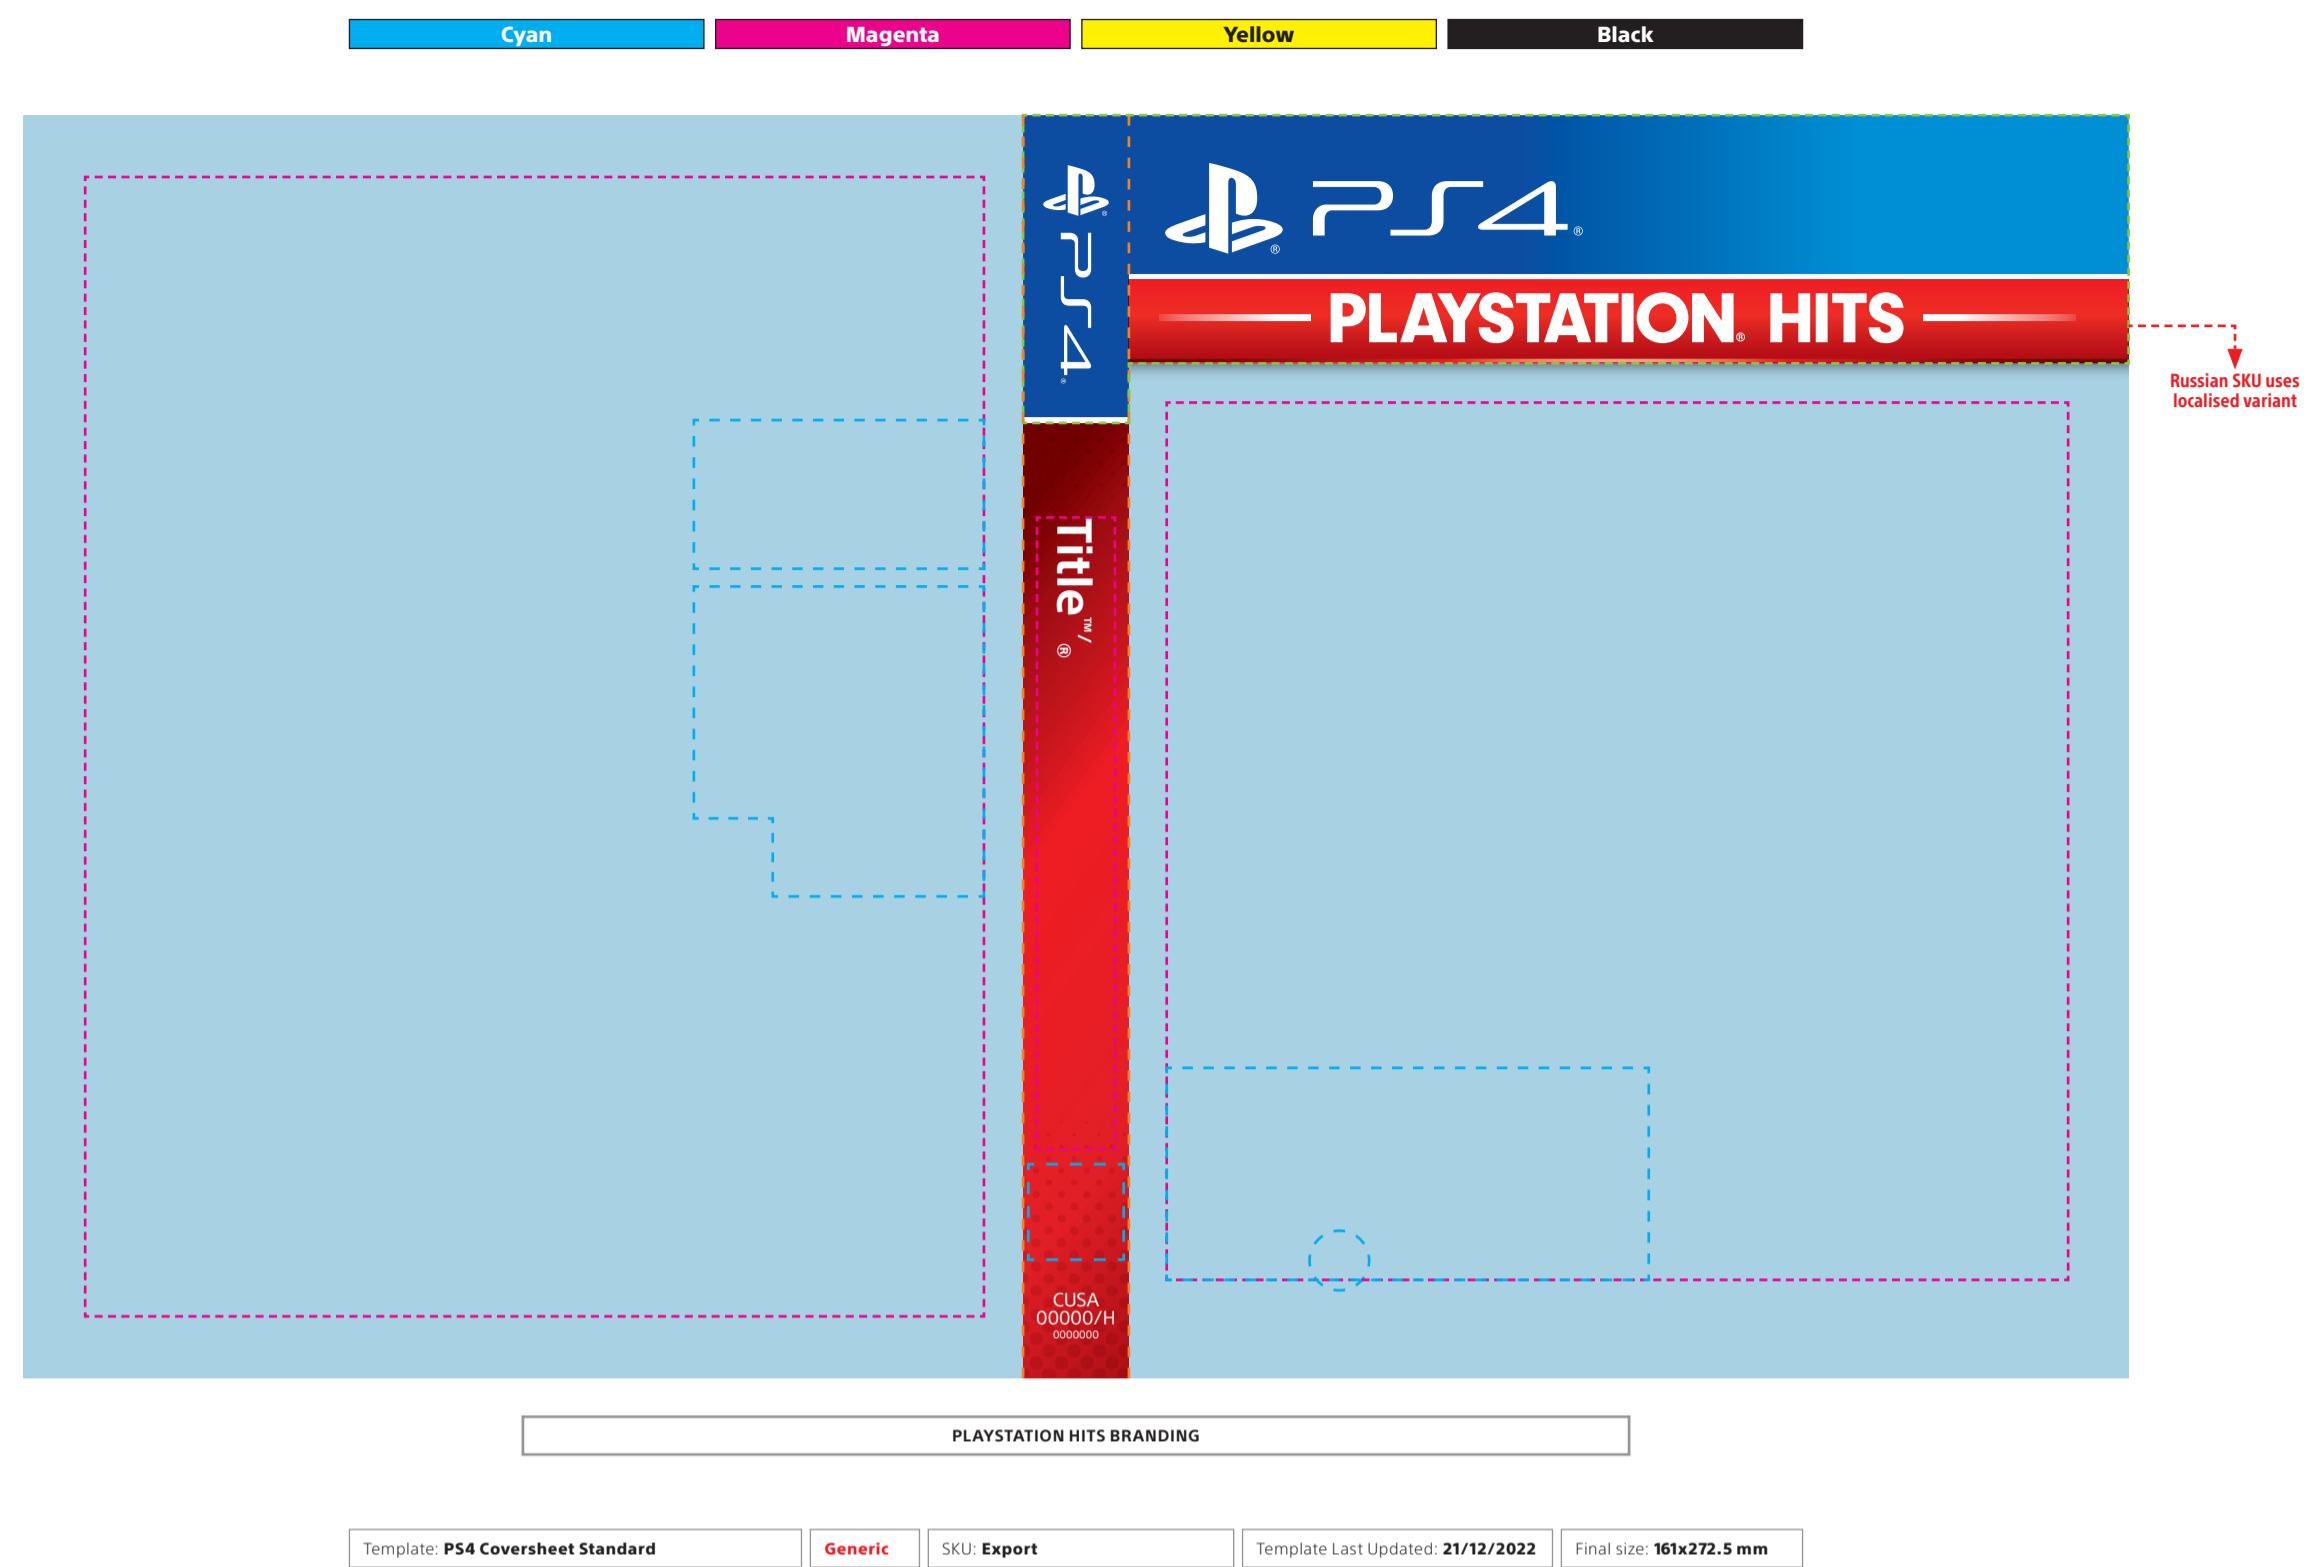 Cyan
Magenta
Yellow
Black
PS4®
PS4®
PLAYSTATION® HITS
Russian SKU uses
localised variant
Title™/®
CUSA
00000/H
0000000
PLAYSTATION HITS BRANDING
Template: PS4 Coversheet Standard
Generic
SKU: Export
Template Last Updated: 21/12/2022
Final size: 161x272.5 mm